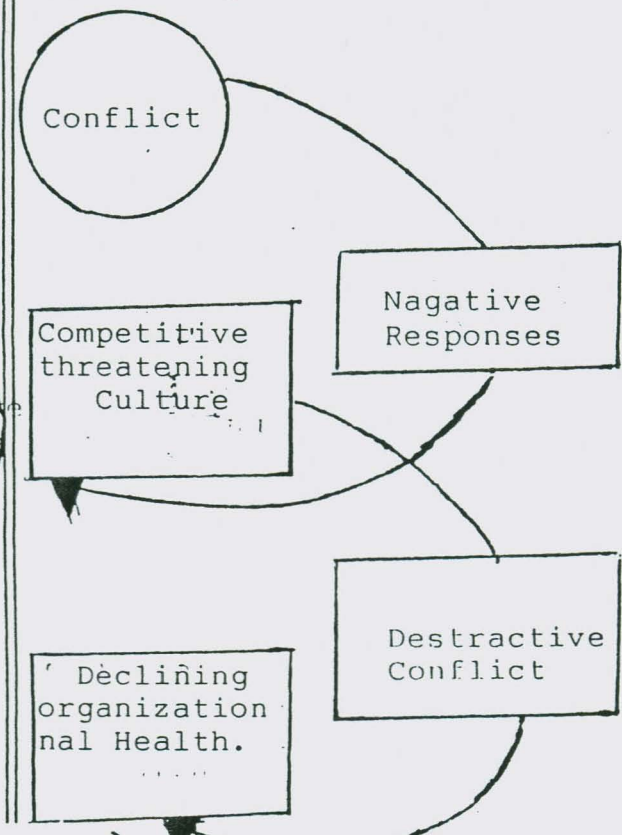 Conflict
Nagative
Responses
Competitive
threatening
Culture
Destractive
Conflict
Declining
organization
nal Health.